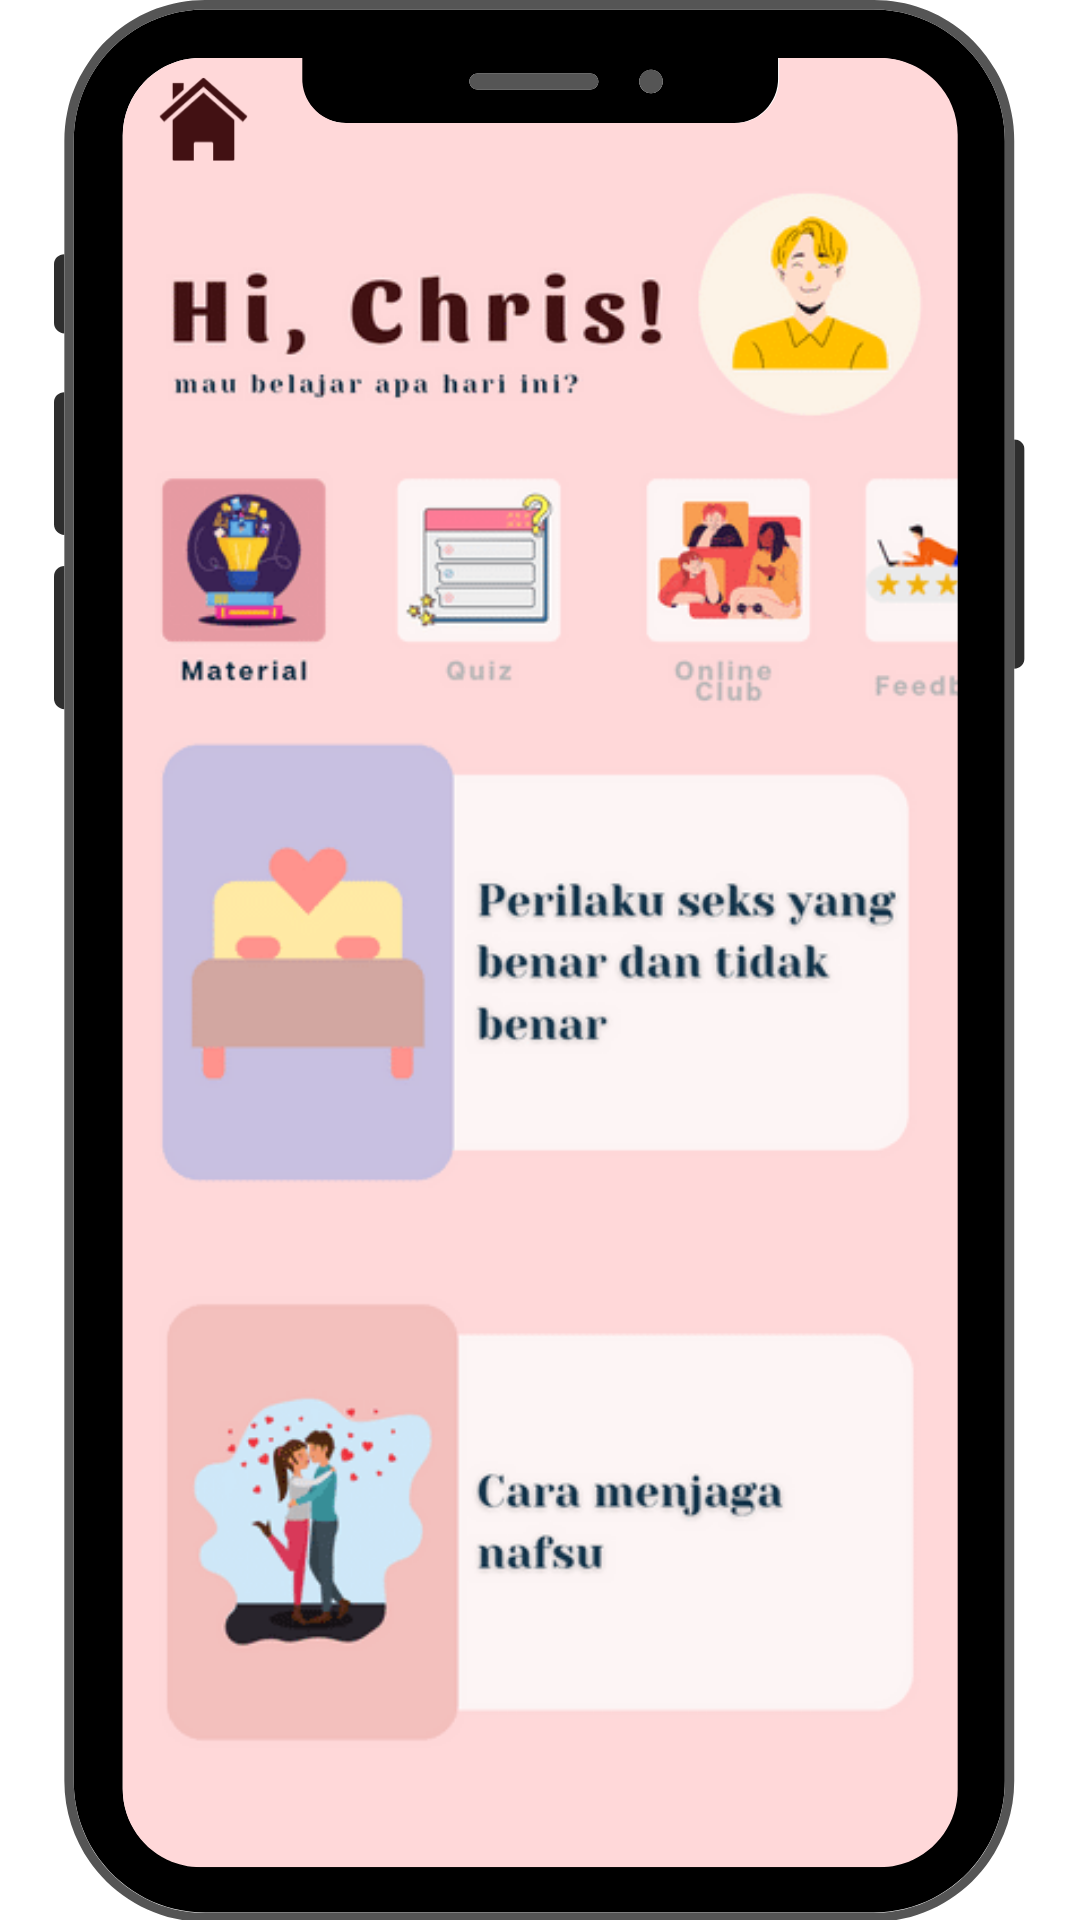 Hi, Chris!
mau belajar apa hari ini?
Material
Quiz
Online
Club
Feedb
Perilaku seks yang
benar dan tidak
benar
Cara menjaga
nafsu